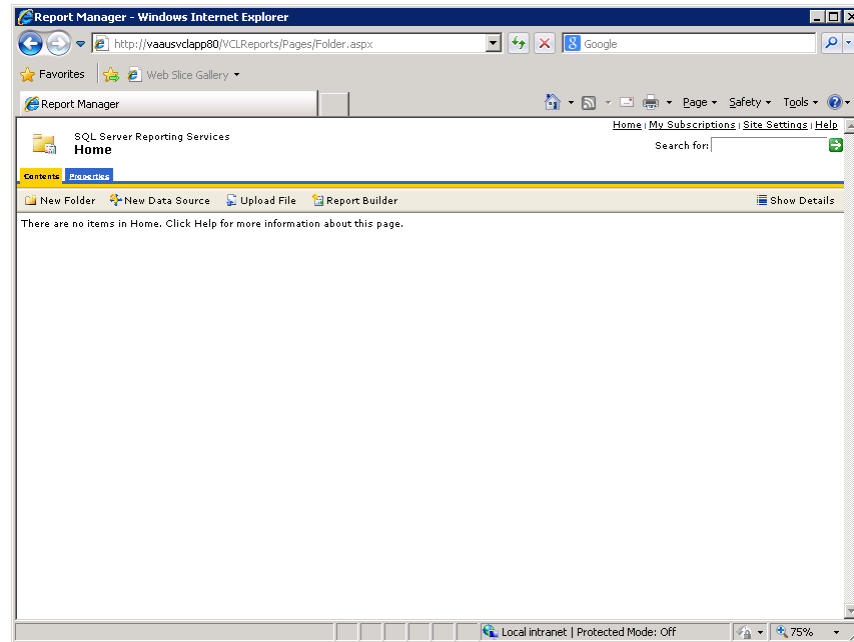 Report Manager - Windows Internet Explorer
http://vaausvclapp80/VCLReports/Pages/Folder.aspx
Google
Favorites
Web Slice Gallery
Report Manager
Page
Safety
Tools
Home | My Subscriptions | Site Settings | Help
SQL Server Reporting Services
Home
Search for:
Contents
Properties
New Folder
New Data Source
Upload File
Report Builder
Show Details
There are no items in Home. Click Help for more information about this page.
Local intranet | Protected Mode: Off
75%